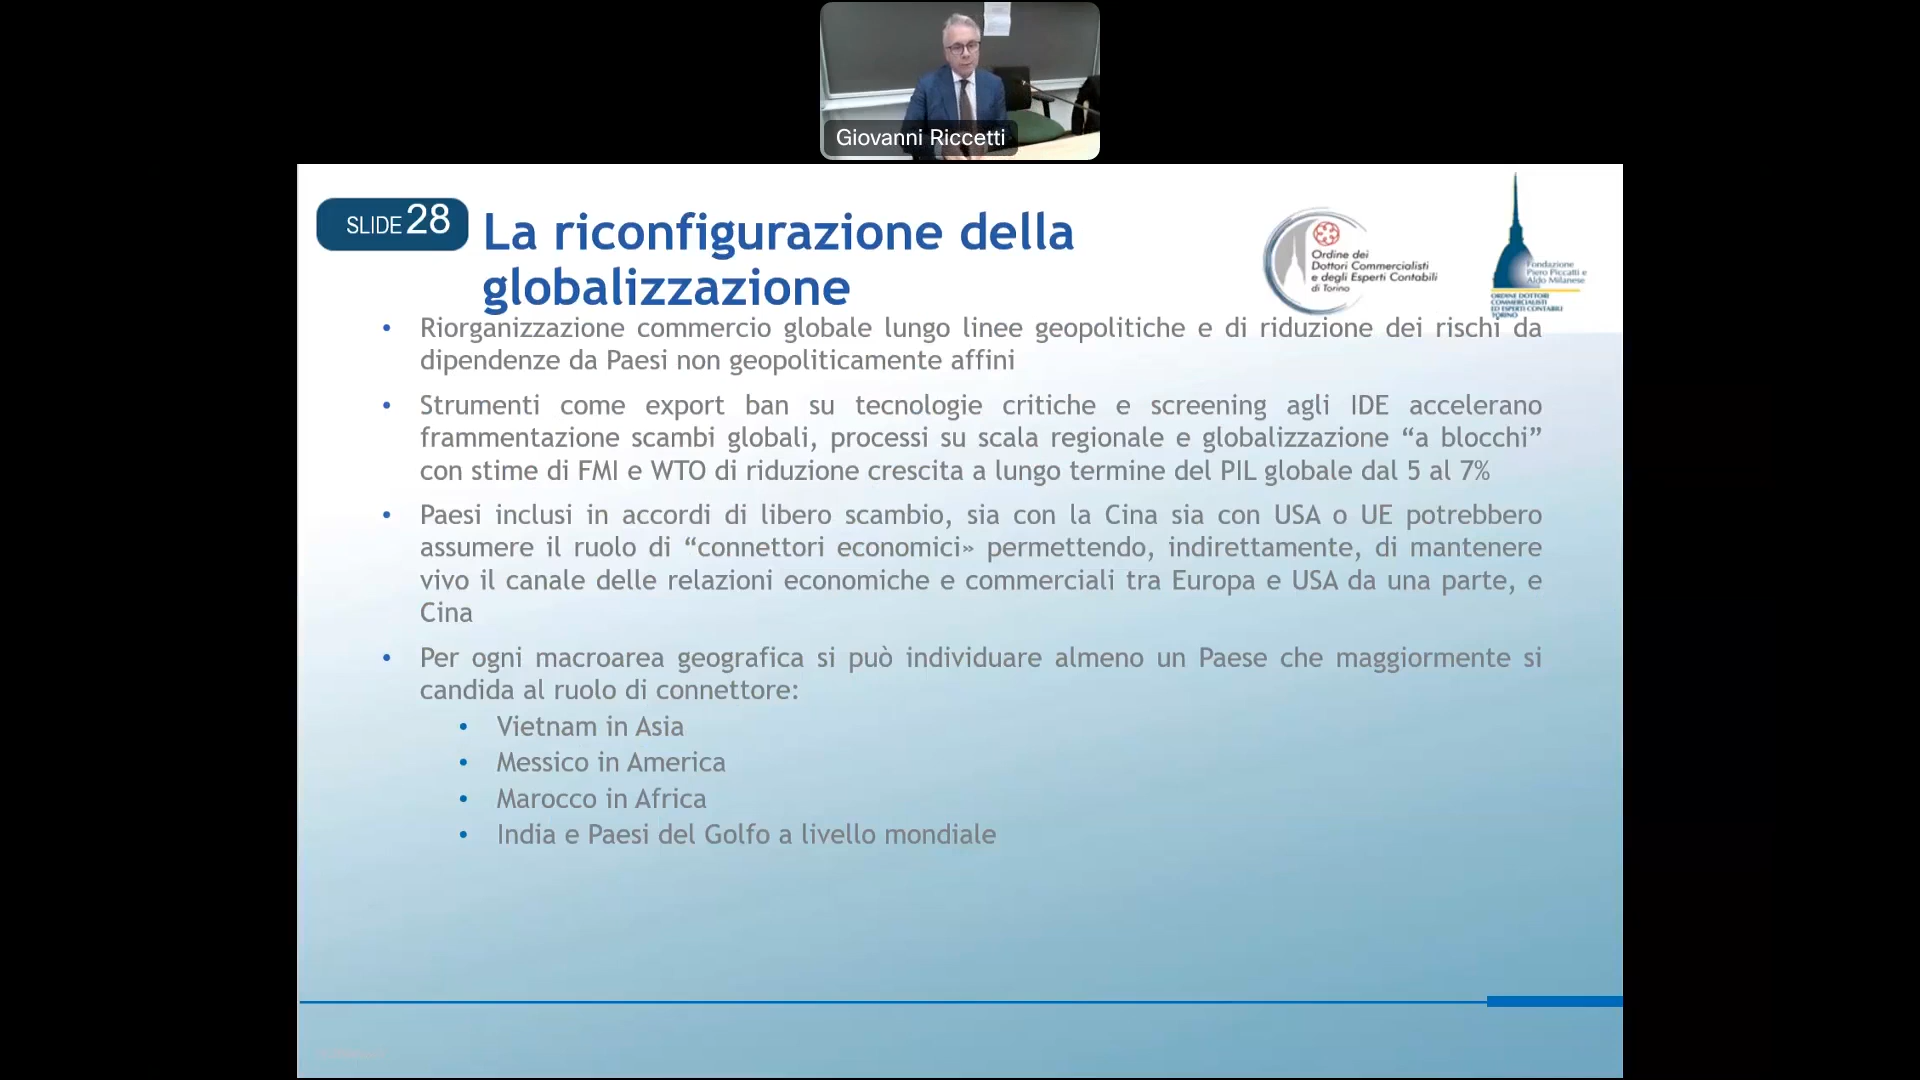 Giovanni Riccetti
SLIDE 28
La riconfigurazione della
globalizzazione
Ordine dei
Dottori Commercialisti
e degli Esperti Contabili
di Torino
Fondazione
Piero Piccatti e
Aldo Milanese
ORDINE DOTTORI
COMMERCIALISTI
ED ESPERTI CONTABILI
TORINO
• Riorganizzazione commercio globale lungo linee geopolitiche e di riduzione dei rischi da
dipendenze da Paesi non geopoliticamente affini
• Strumenti come export ban su tecnologie critiche e screening agli IDE accelerano
frammentazione scambi globali, processi su scala regionale e globalizzazione “a blocchi”
con stime di FMI e WTO di riduzione crescita a lungo termine del PIL globale dal 5 al 7%
• Paesi inclusi in accordi di libero scambio, sia con la Cina sia con USA o UE potrebbero
assumere il ruolo di “connettori economici» permettendo, indirettamente, di mantenere
vivo il canale delle relazioni economiche e commerciali tra Europa e USA da una parte, e
Cina
• Per ogni macroarea geografica si può individuare almeno un Paese che maggiormente si
candida al ruolo di connettore:
• Vietnam in Asia
• Messico in America
• Marocco in Africa
• India e Paesi del Golfo a livello mondiale